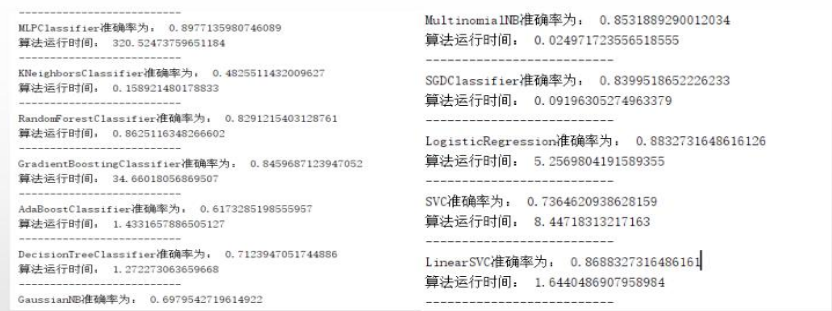 -------------------------
MLPClassifier准确率为： 0.8977135980746089
算法运行时间： 320.52473759651184
-------------------------
KNeighborsClassifier准确率为： 0.4825511432009627
算法运行时间： 0.158921480178833
-------------------------
RandomForestClassifier准确率为： 0.8291215403128761
算法运行时间： 0.8625116348266602
-------------------------
GradientBoostingClassifier准确率为： 0.8459687123947052
算法运行时间： 34.66018056869507
-------------------------
AdaBoostClassifier准确率为： 0.6173285198555957
算法运行时间： 1.4331657886505127
-------------------------
DecisionTreeClassifier准确率为： 0.7123947051744886
算法运行时间： 1.272273063659668
-------------------------
GaussianNB准确率为： 0.6979542719614922
MultinomialNB准确率为： 0.8531889290012034
算法运行时间： 0.024971723556518555
-------------------------
SGDClassifier准确率为： 0.8399518652226233
算法运行时间： 0.09196305274963379
-------------------------
LogisticRegression准确率为： 0.8832731648616126
算法运行时间： 5.2569804191589355
-------------------------
SVC准确率为： 0.7364620938628159
算法运行时间： 8.44718313217163
-------------------------
LinearSVC准确率为： 0.8688327316486161
算法运行时间： 1.6440486907958984
-------------------------